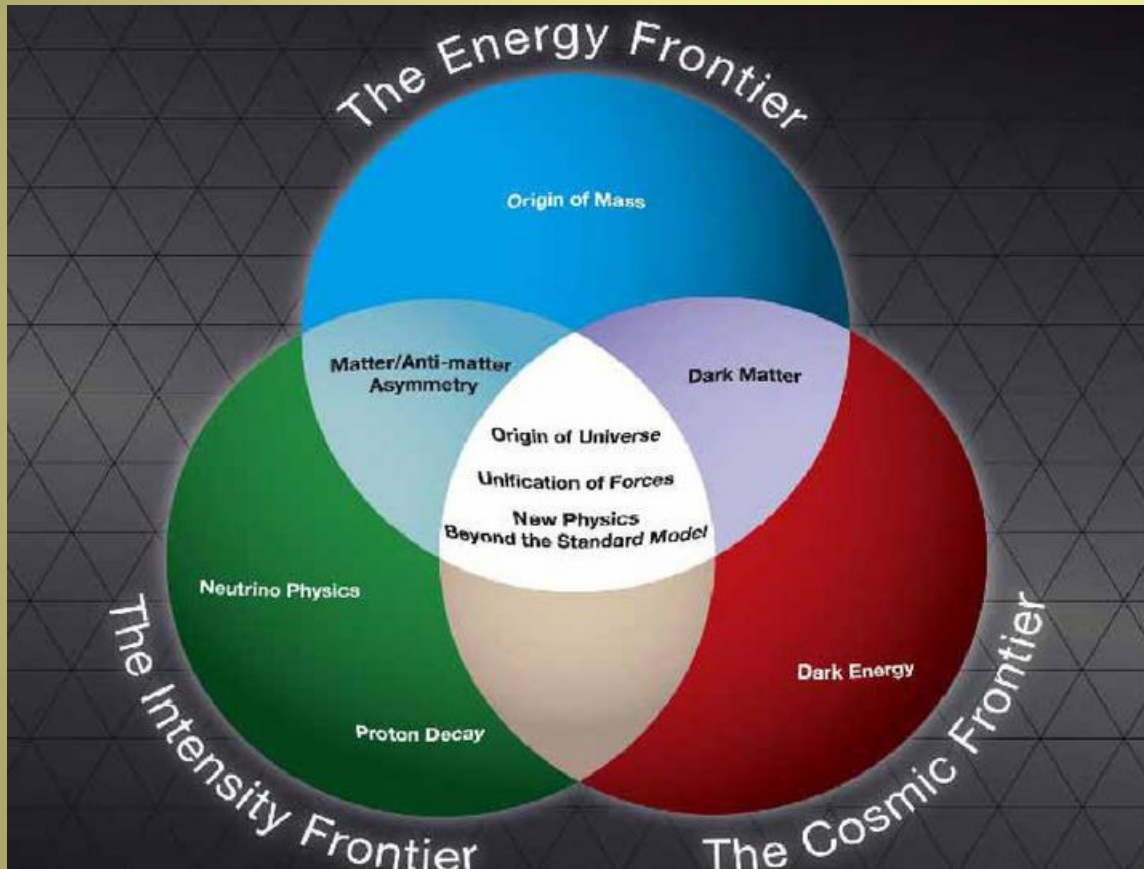 The Energy Frontier
Origin of Mass
Matter/Anti-matter
Asymmetry
Dark Matter
Origin of Universe
Unification of Forces
New Physics
Beyond the Standard Model
Neutrino Physics
Dark Energy
Proton Decay
The Intensity Frontier
The Cosmic Frontier